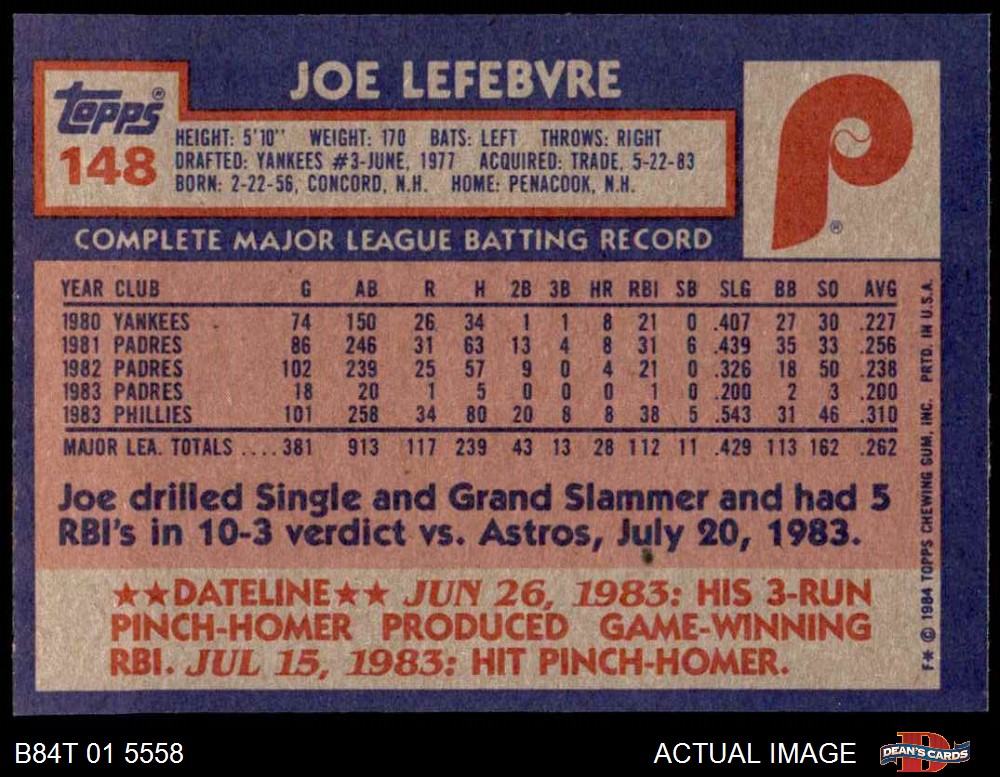 JOE LEFEBVRE
Topps®
148
HEIGHT: 5'10" WEIGHT: 170 BATS: LEFT THROWS: RIGHT
DRAFTED: YANKEES #3-JUNE, 1977 ACQUIRED: TRADE, 5-22-83
BORN: 2-22-56, CONCORD, N.H. HOME: PENACOOK, N.H.
P
®
COMPLETE MAJOR LEAGUE BATTING RECORD
YEAR CLUB G AB R H 2B 3B HR RBI SB SLG BB SO AVG
1980 YANKEES 74 150 26 34 1 1 8 21 0 .407 27 30 .227
1981 PADRES 86 246 31 63 13 4 8 31 6 .439 35 33 .256
1982 PADRES 102 239 25 57 9 0 4 21 0 .326 18 50 .238
1983 PADRES 18 20 1 5 0 0 0 1 0 .200 2 3 .200
1983 PHILLIES 101 258 34 80 20 8 8 38 5 .543 31 46 .310
MAJOR LEA. TOTALS .... 381 913 117 239 43 13 28 112 11 .429 113 162 .262
Joe drilled Single and Grand Slammer and had 5
RBI's in 10-3 verdict vs. Astros, July 20, 1983.
★★DATELINE★★ JUN 26, 1983: HIS 3-RUN
PINCH-HOMER PRODUCED GAME-WINNING
RBI. JUL 15, 1983: HIT PINCH-HOMER.
F* © 1984 TOPPS CHEWING GUM, INC. PRTD. IN U.S.A.
B84T 01 5558
ACTUAL IMAGE
D
DEAN'S CARDS